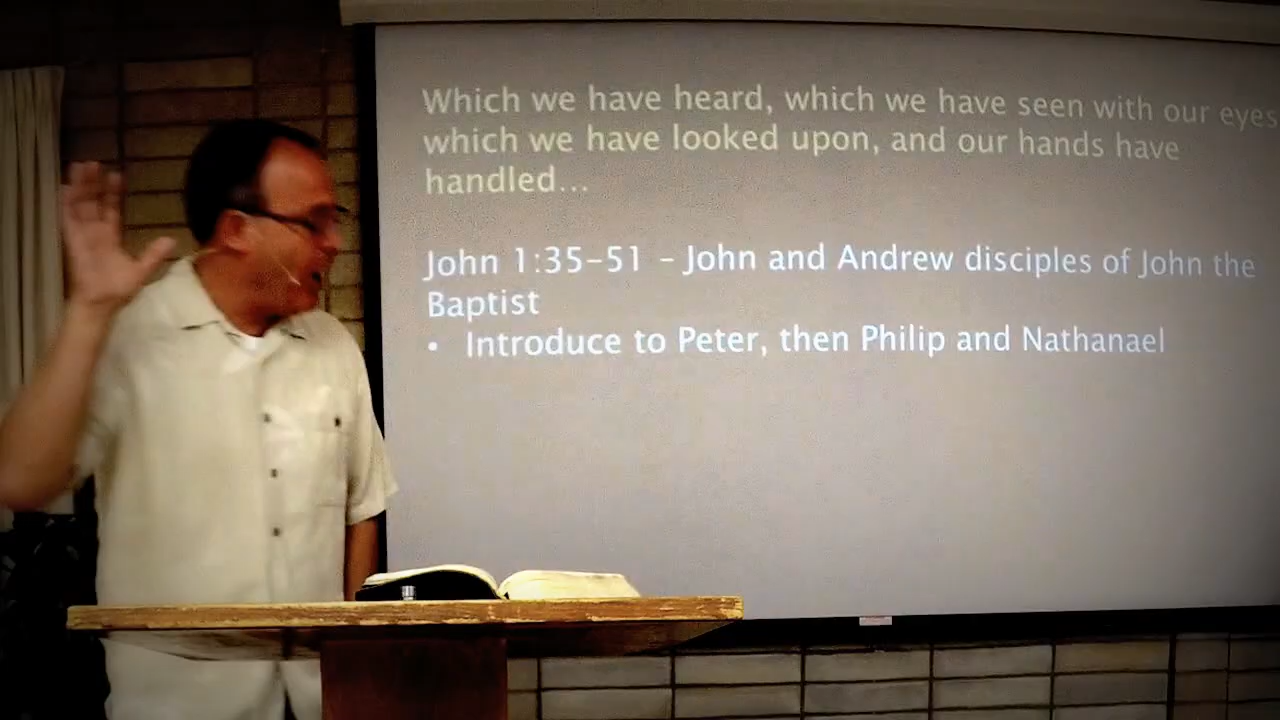 Which we have heard, which we have seen with our eyes
which we have looked upon, and our hands have
handled...
John 1:35-51 - John and Andrew disciples of John the
Baptist
• Introduce to Peter, then Philip and Nathanael